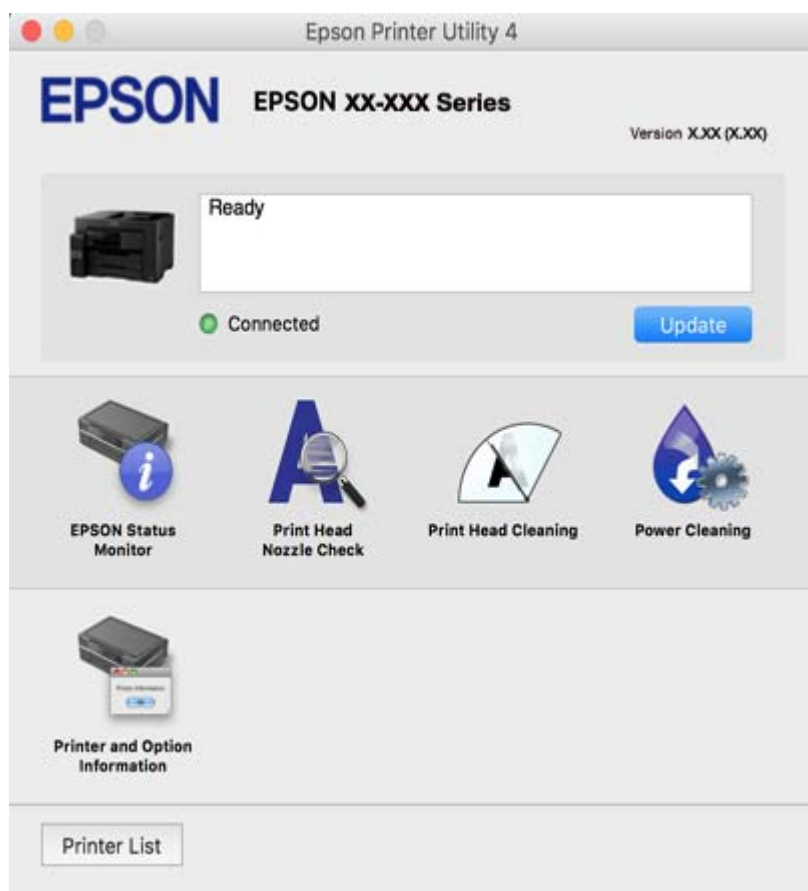 Epson Printer Utility 4
EPSON
EPSON XX-XXX Series
Version X.XX (X.XX)
Ready
Connected
Update
EPSON Status
Monitor
Print Head
Nozzle Check
Print Head Cleaning
Power Cleaning
Printer and Option
Information
Printer List